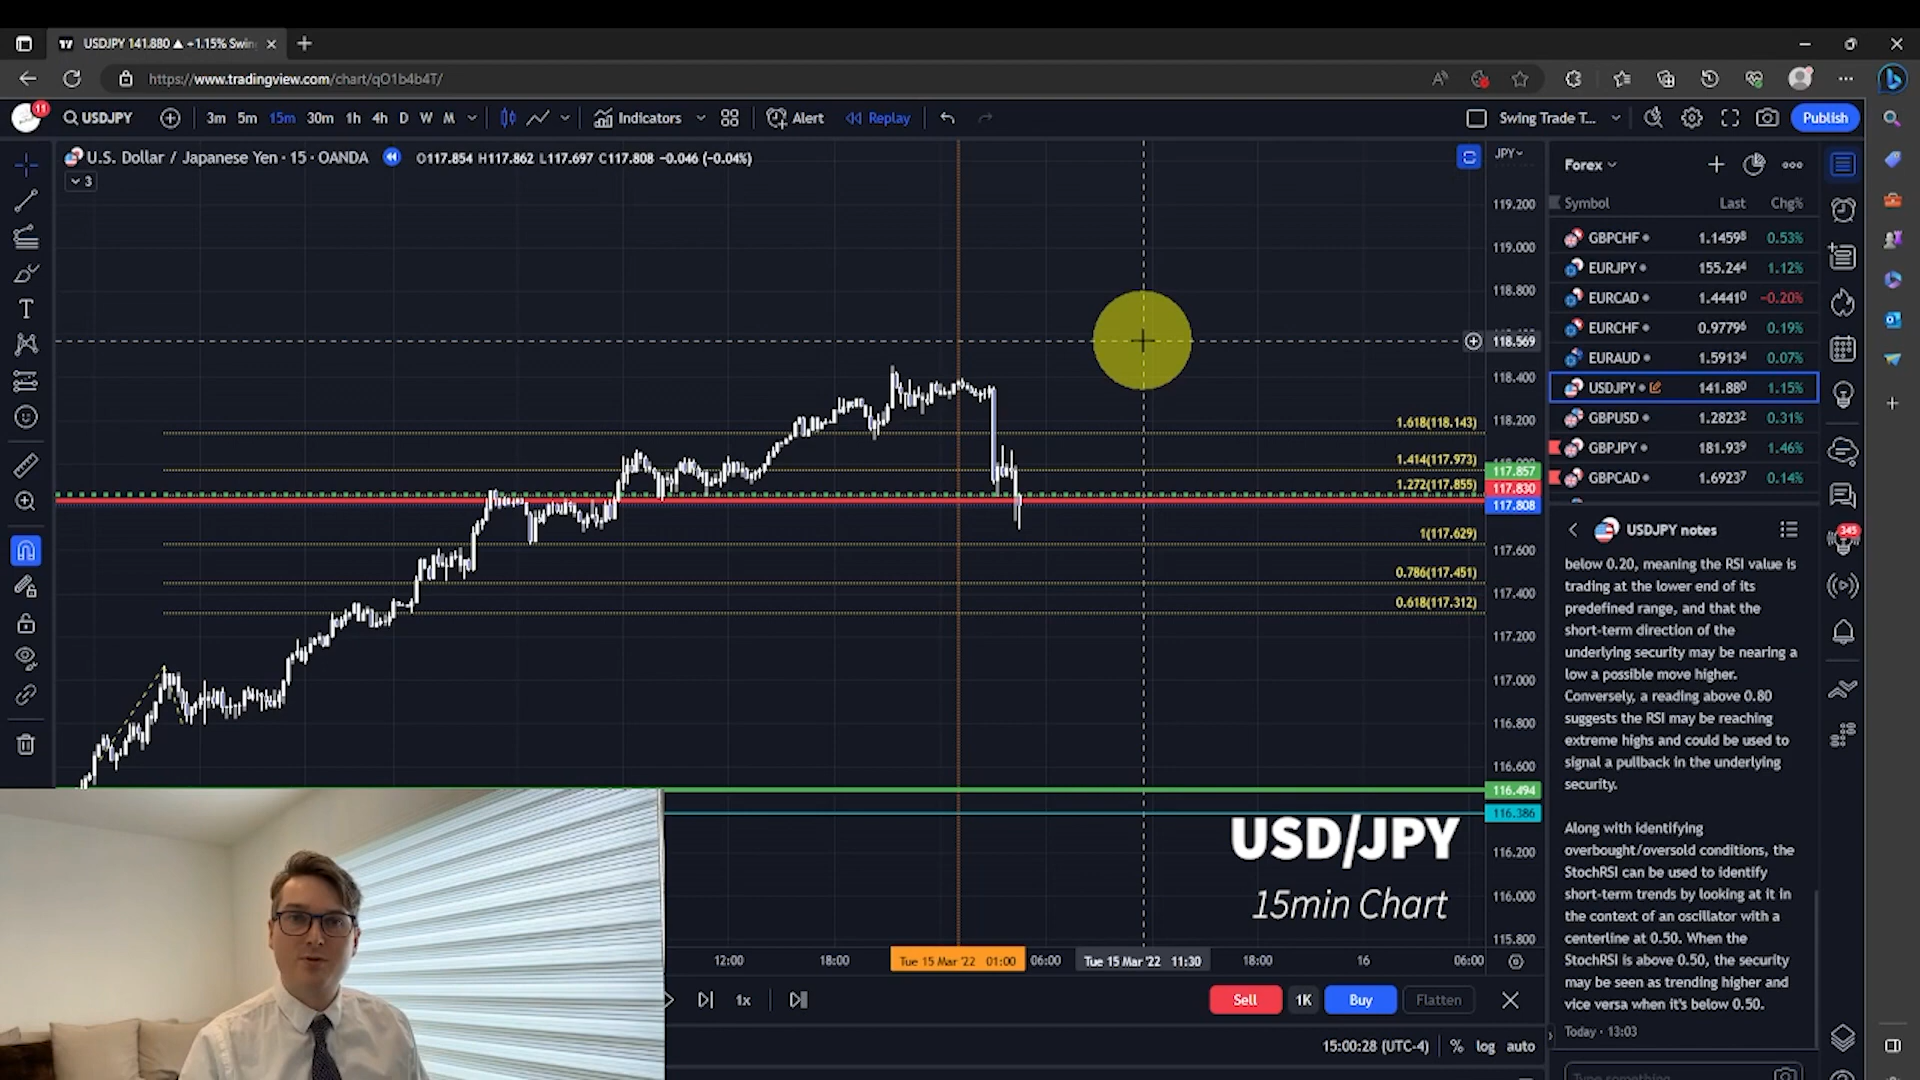 USDJPY 141.880 ▲ +1.15% Swin
https://www.tradingview.com/chart/qO1b4b4T/
11
USDJPY
3m 5m 15m 30m 1h 4h D W M
Indicators
Alert
Replay
Swing Trade T...
Publish
U.S. Dollar / Japanese Yen · 15 · OANDA
O117.854 H117.862 L117.697 C117.808 −0.046 (−0.04%)
3
JPY
119.200
119.000
118.800
118.569
118.400
118.200
117.857
117.830
117.808
117.600
117.400
117.200
117.000
116.800
116.600
116.494
116.386
116.200
116.000
115.800
1.618(118.143)
1.414(117.973)
1.272(117.855)
1(117.629)
0.786(117.451)
0.618(117.312)
USD/JPY
15min Chart
12:00
18:00
Tue 15 Mar '22 01:00
06:00
Tue 15 Mar '22 11:30
18:00
16
06:00
1x
Sell
1K
Buy
Flatten
15:00:28 (UTC-4)
%
log
auto
Forex
Symbol Last Chg%
GBPCHF 1.14598 0.53%
EURJPY 155.244 1.12%
EURCAD 1.44410 −0.20%
EURCHF 0.97796 0.19%
EURAUD 1.59134 0.07%
USDJPY 141.880 1.15%
GBPUSD 1.28232 0.31%
GBPJPY 181.939 1.46%
GBPCAD 1.69237 0.14%
USDJPY notes
below 0.20, meaning the RSI value is
trading at the lower end of its
predefined range, and that the
short-term direction of the
underlying security may be nearing a
low a possible move higher.
Conversely, a reading above 0.80
suggests the RSI may be reaching
extreme highs and could be used to
signal a pullback in the underlying
security.
Along with identifying
overbought/oversold conditions, the
StochRSI can be used to identify
short-term trends by looking at it in
the context of an oscillator with a
centerline at 0.50. When the
StochRSI is above 0.50, the security
may be seen as trending higher and
vice versa when it's below 0.50.
Today · 13:03
345